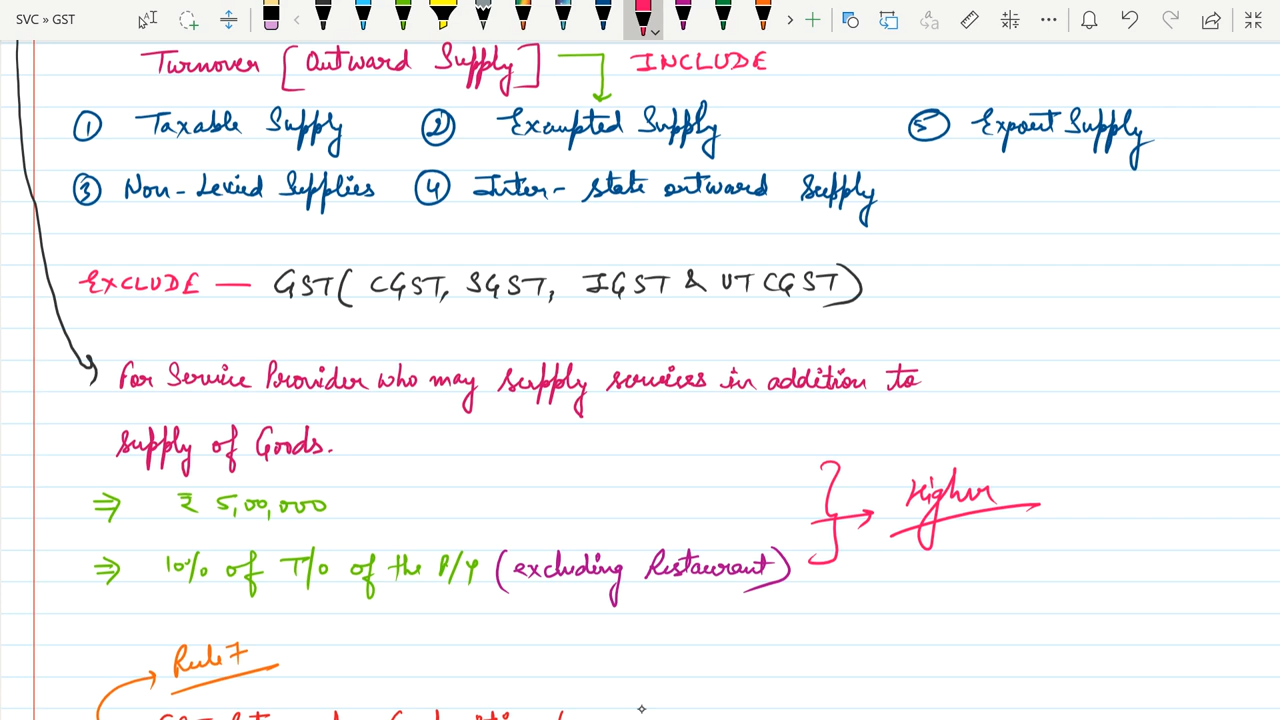 SVC » GST
Turnover [Outward Supply] INCLUDE
① Taxable Supply ② Exampted Supply ⑤ Export Supply
③ Non-Levied Supplies ④ Inter-state outward Supply
EXCLUDE — GST( CGST, SGST, IGST & UTCGST)
For Service Provider who may supply services in addition to
supply of Goods.
⇒ ₹ 5,00,000
Higher
⇒ 10% of T/O of the P/Y (excluding Restaurant)
Rule 7